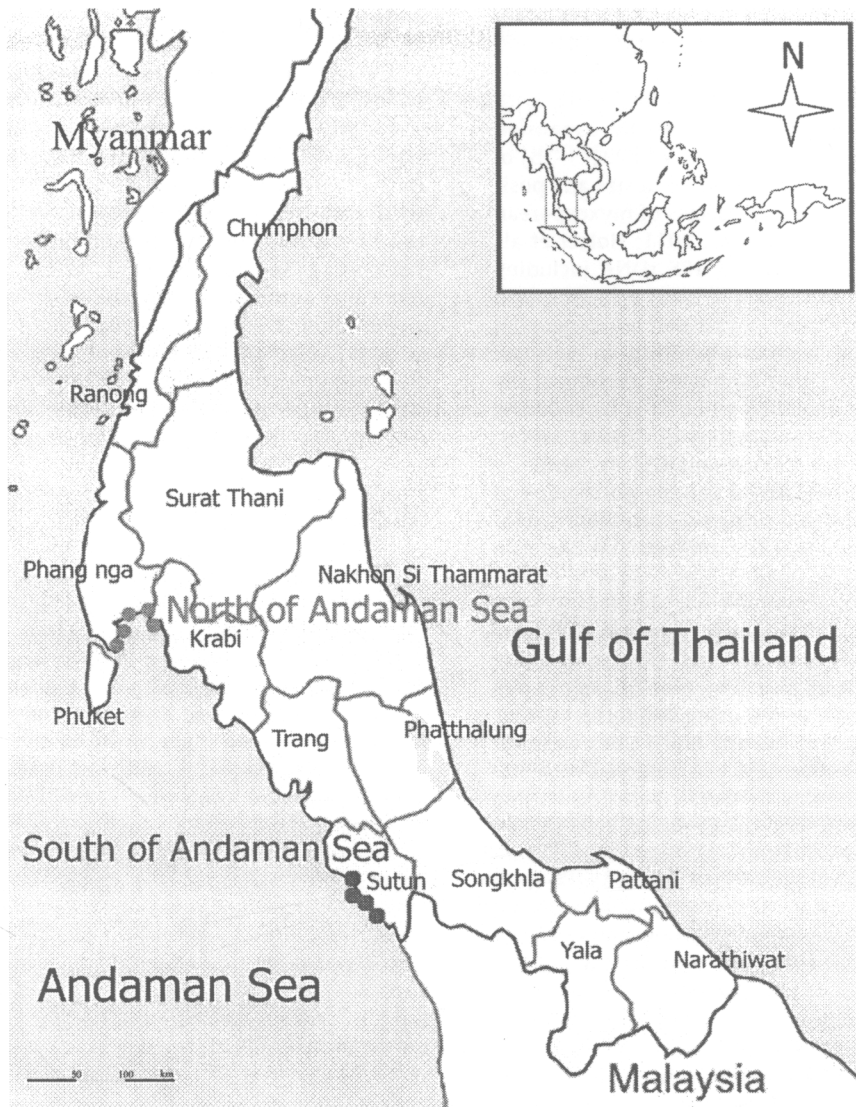 N
Myanmar
Chumphon
Ranong
Surat Thani
Phang nga
Nakhon Si Thammarat
North of Andaman Sea
Krabi
Gulf of Thailand
Phuket
Trang
Phatthalung
South of Andaman Sea
Sutun
Songkhla
Pattani
Yala
Narathiwat
Andaman Sea
50 100 km
Malaysia